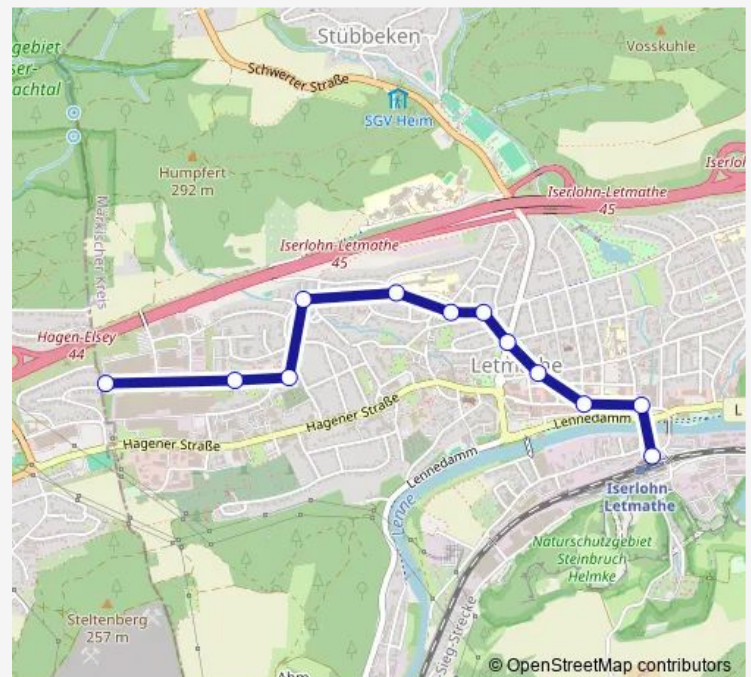 Stübbeken
Vosskuhle
gebiet
ser-
achtal
Schwerter Straße
SGV Heim
Humpfert
292 m
Iserloh
Iserlohn-Letmathe
45
Märkischer Kreis
Iserlohn-Letmathe
45
Hagen-Elsey
44
Letmathe
Hagener Straße
Lennedamm
L
Hagener Straße
Lennedamm
Iserlohn-
Letmathe
Lenne
Naturschutzgebiet
Steinbruch
Helmke
Steltenberg
257 m
-Sieg-Strecke
© OpenStreetMap contributors